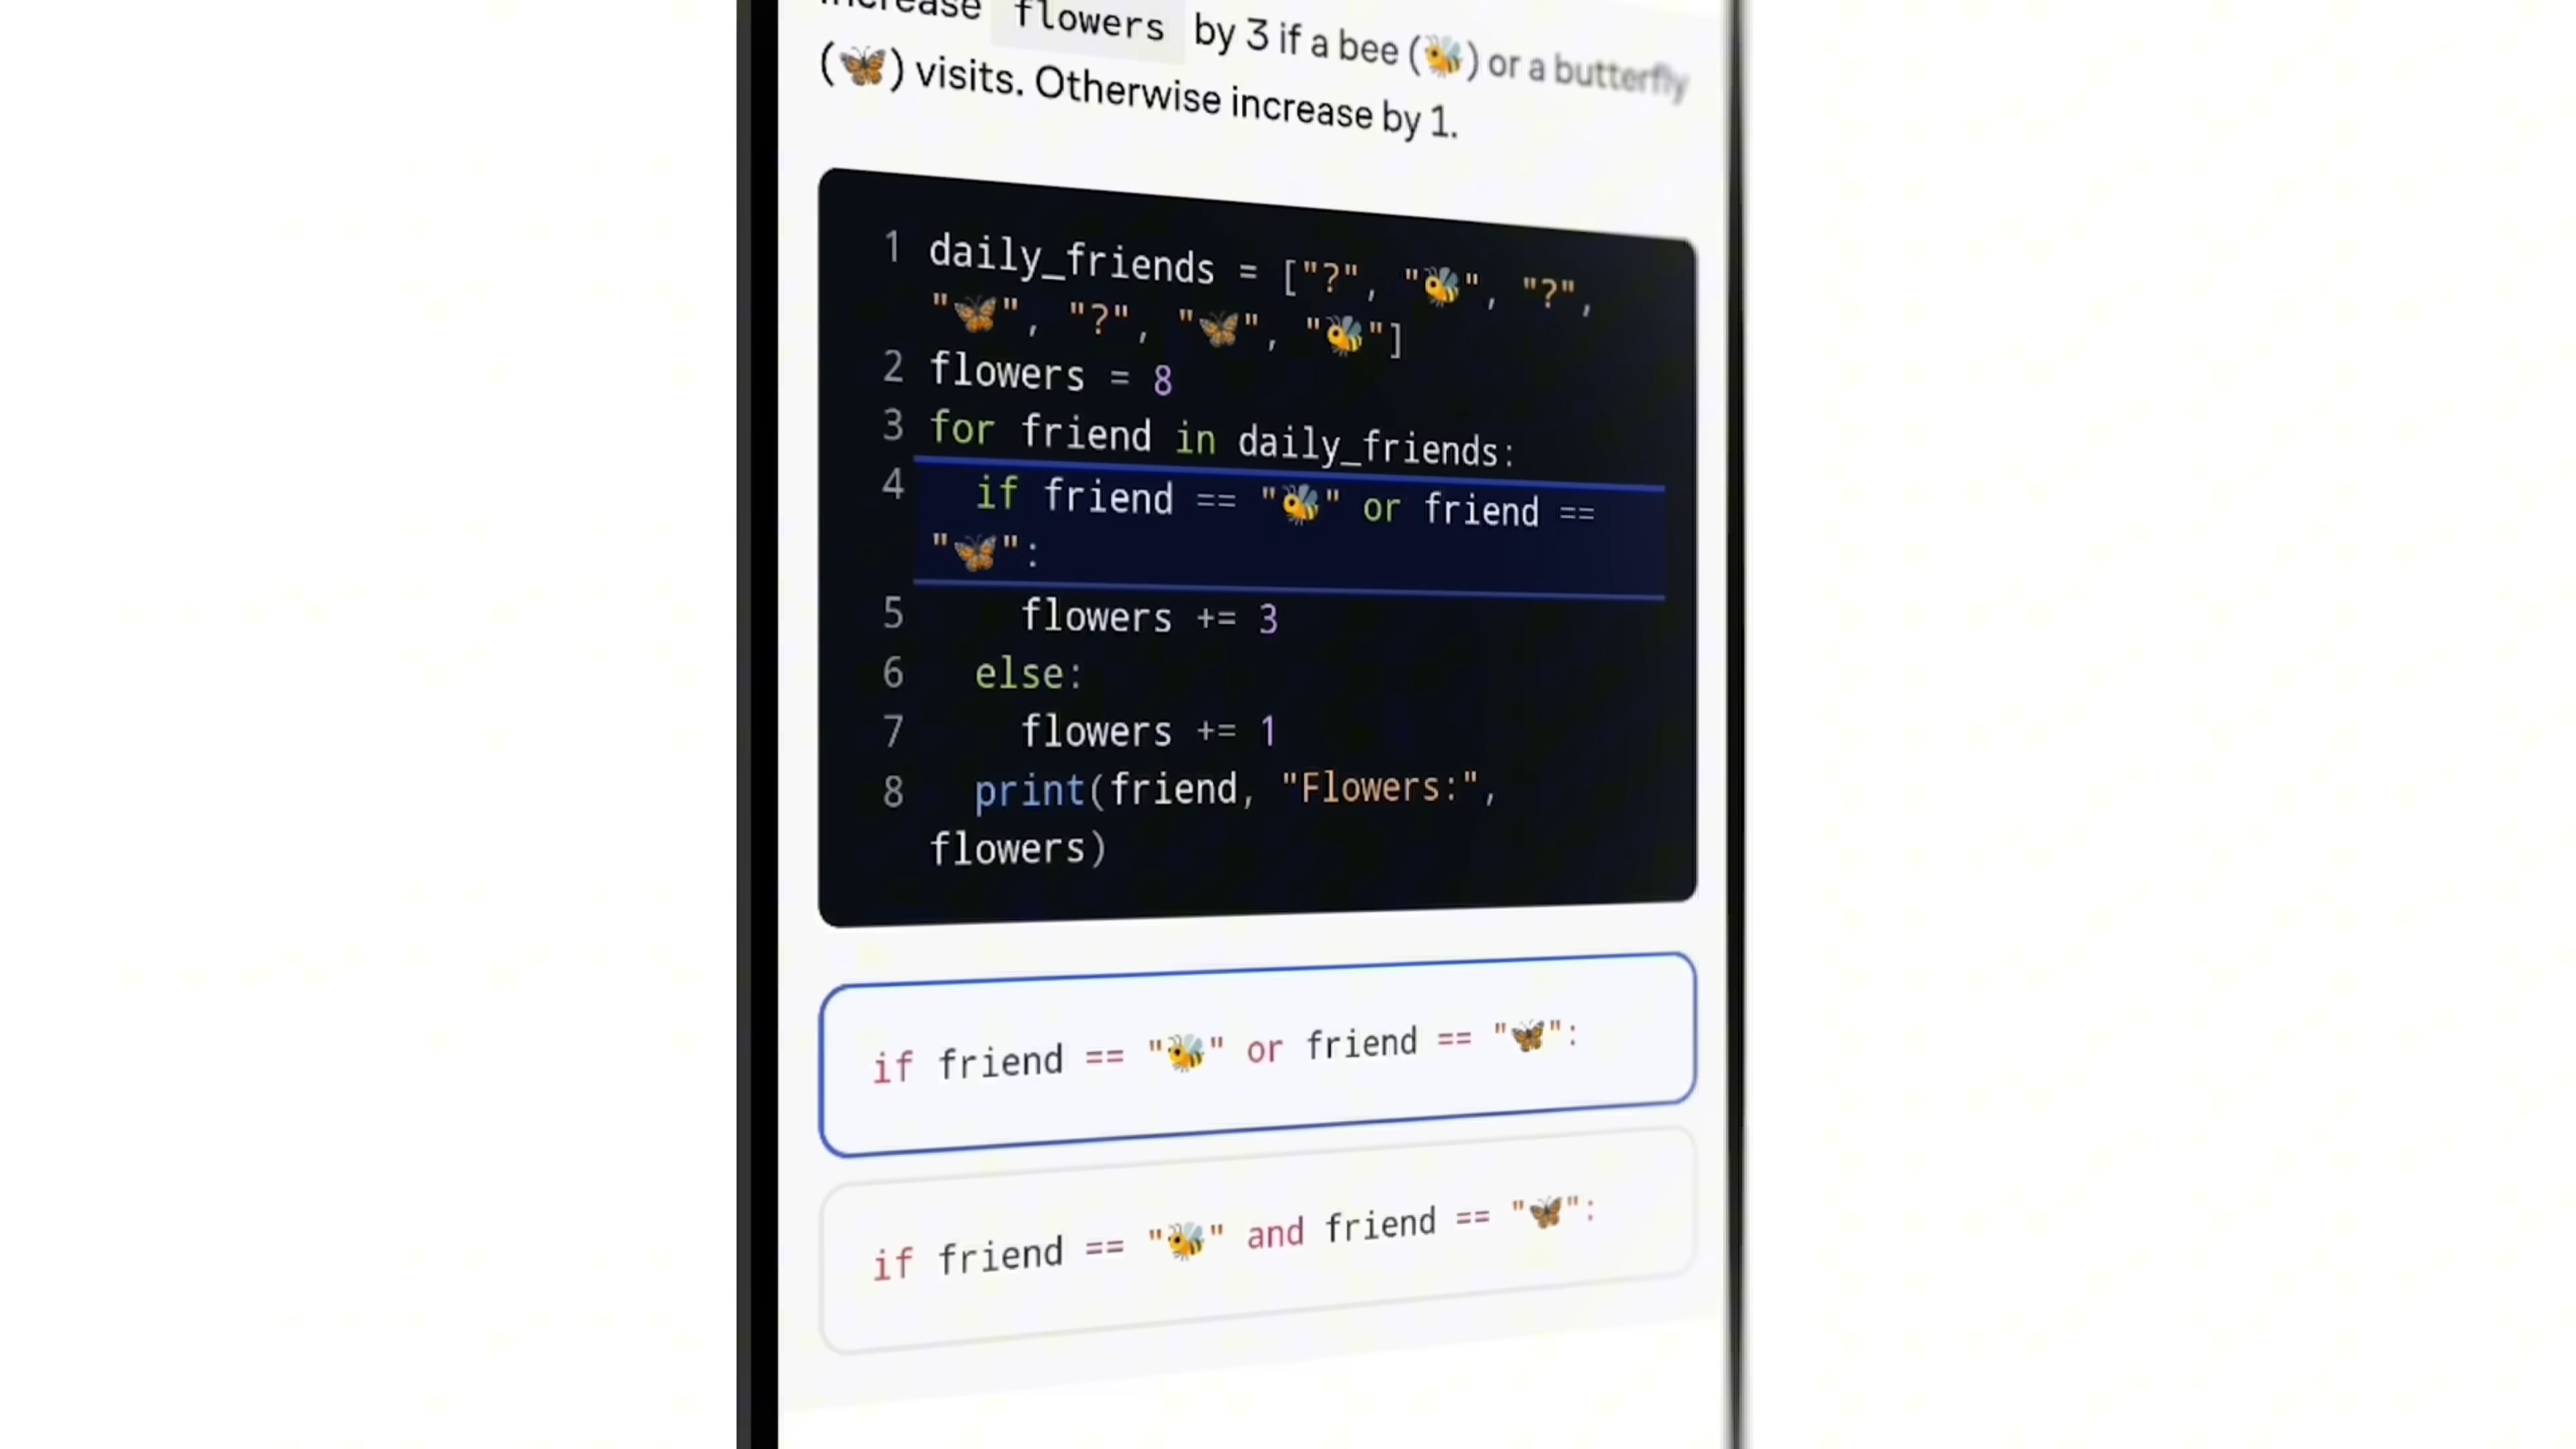 increase flowers by 3 if a bee (🐝) or a butterfly
(🦋) visits. Otherwise increase by 1.
1 daily_friends = ["?", "🐝", "?",
"🦋", "?", "🦋", "🐝"]
2 flowers = 8
3 for friend in daily_friends:
4 if friend == "🐝" or friend ==
"🦋":
5 flowers += 3
6 else:
7 flowers += 1
8 print(friend, "Flowers:",
flowers)
if friend == "🐝" or friend == "🦋":
if friend == "🐝" and friend == "🦋":